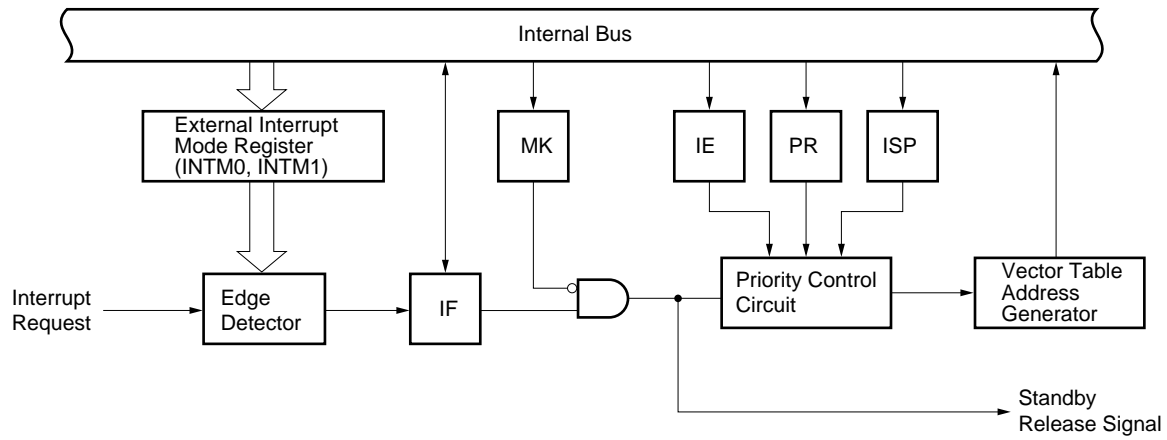 Internal Bus
External Interrupt
Mode Register
(INTM0, INTM1)
MK
IE
PR
ISP
Interrupt
Request
Edge
Detector
IF
Priority Control
Circuit
Vector Table
Address
Generator
Standby
Release Signal